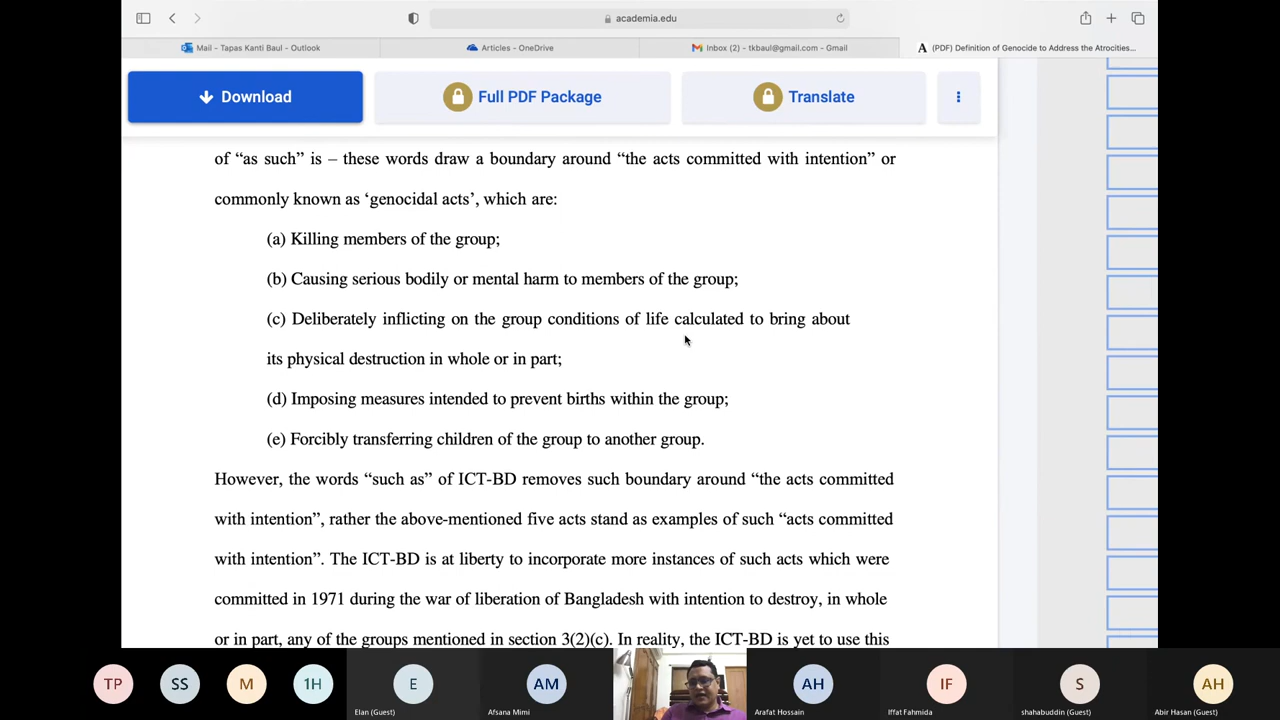 academia.edu
Mail - Tapas Kanti Baul - Outlook
Articles - OneDrive
Inbox (2) - tkbaul@gmail.com - Gmail
A (PDF) Definition of Genocide to Address the Atrocities...
Download
Full PDF Package
Translate
of “as such” is – these words draw a boundary around “the acts committed with intention” or
commonly known as ‘genocidal acts’, which are:
(a) Killing members of the group;
(b) Causing serious bodily or mental harm to members of the group;
(c) Deliberately inflicting on the group conditions of life calculated to bring about
its physical destruction in whole or in part;
(d) Imposing measures intended to prevent births within the group;
(e) Forcibly transferring children of the group to another group.
However, the words “such as” of ICT-BD removes such boundary around “the acts committed
with intention”, rather the above-mentioned five acts stand as examples of such “acts committed
with intention”. The ICT-BD is at liberty to incorporate more instances of such acts which were
committed in 1971 during the war of liberation of Bangladesh with intention to destroy, in whole
or in part, any of the groups mentioned in section 3(2)(c). In reality, the ICT-BD is yet to use this
TP
SS
M
1H
E
AM
AH
IF
S
AH
Elan (Guest)
Afsana Mimi
Arafat Hossain
Iffat Fahmida
shahabuddin (Guest)
Abir Hasan (Guest)